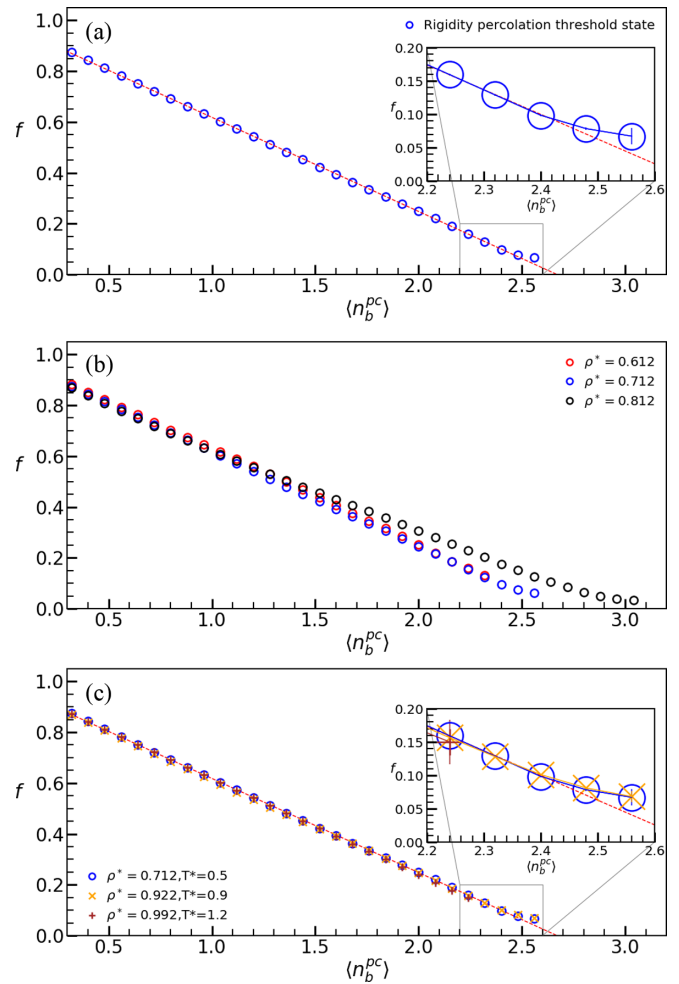 (a)
Rigidity percolation threshold state
1.0
0.8
0.6
0.4
0.2
0.0
f
0.5 1.0 1.5 2.0 2.5 3.0
⟨n_b^{pc}⟩
0.20
0.15
0.10
0.05
0.00
f
2.2 2.3 2.4 2.5 2.6
⟨n_b^{pc}⟩
(b)
ρ* = 0.612
ρ* = 0.712
ρ* = 0.812
1.0
0.8
0.6
0.4
0.2
0.0
f
0.5 1.0 1.5 2.0 2.5 3.0
⟨n_b^{pc}⟩
(c)
1.0
0.8
0.6
0.4
0.2
0.0
f
0.20
0.15
0.10
0.05
0.00
f
2.2 2.3 2.4 2.5 2.6
⟨n_b^{pc}⟩
ρ* = 0.712,T*=0.5
ρ* = 0.922,T*=0.9
ρ* = 0.992,T*=1.2
0.5 1.0 1.5 2.0 2.5 3.0
⟨n_b^{pc}⟩